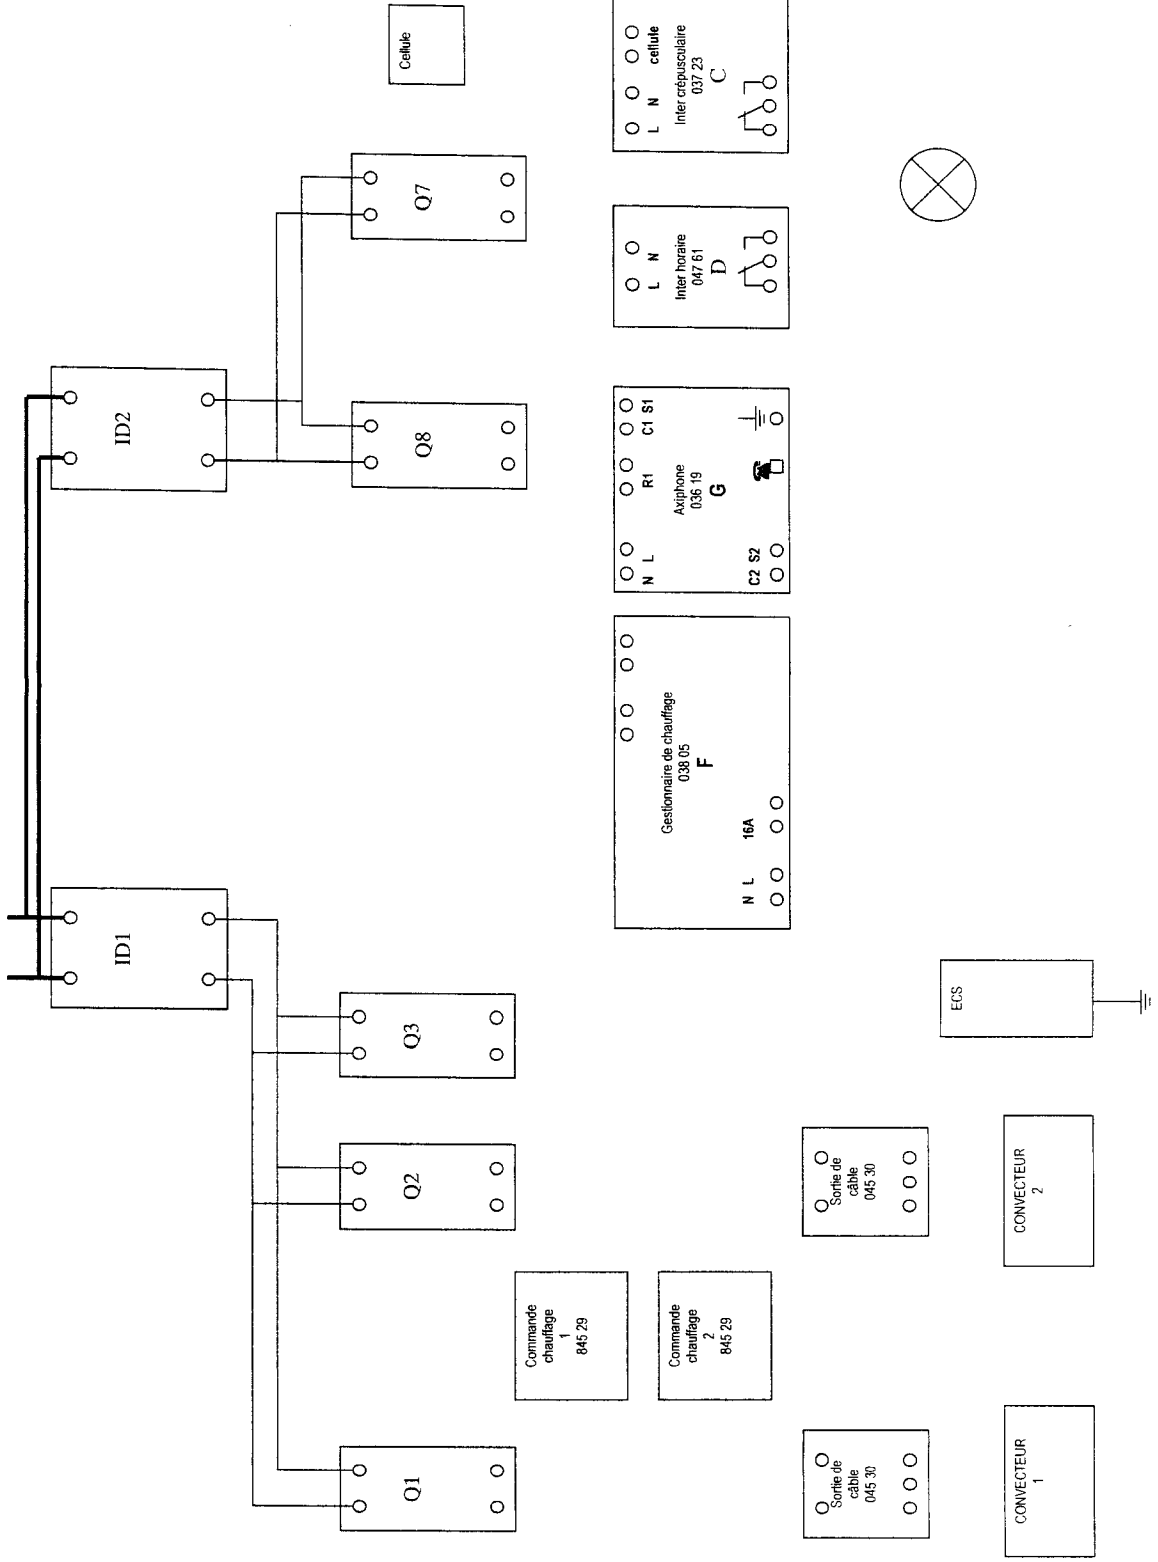 ID1
ID2
Cellule
Q1
Q2
Q3
Q8
Q7
Commande
chauffage
1
845 29
Commande
chauffage
2
845 29
Gestionnaire de chauffage
038 05
F
N L 16A
N L R1 C1 S1
Axiphone
036 19
G
C2 S2
L N
Inter horaire
047 61
D
L N cellule
Inter crépusculaire
037 23
C
Sortie de
câble
045 30
Sortie de
câble
045 30
ECS
CONVECTEUR
1
CONVECTEUR
2